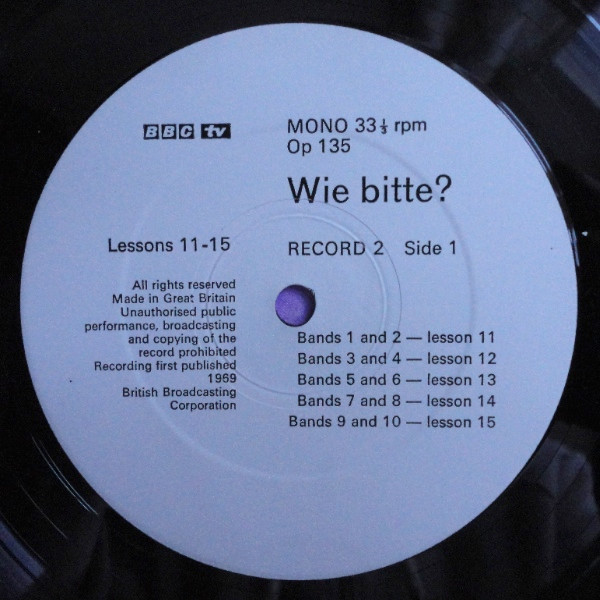 BBC tv
MONO 33⅓ rpm
Op 135
Wie bitte?
Lessons 11-15
RECORD 2 Side 1
All rights reserved
Made in Great Britain
Unauthorised public
performance, broadcasting
and copying of the
record prohibited
Recording first published
1969
British Broadcasting
Corporation
Bands 1 and 2 — lesson 11
Bands 3 and 4 — lesson 12
Bands 5 and 6 — lesson 13
Bands 7 and 8 — lesson 14
Bands 9 and 10 — lesson 15